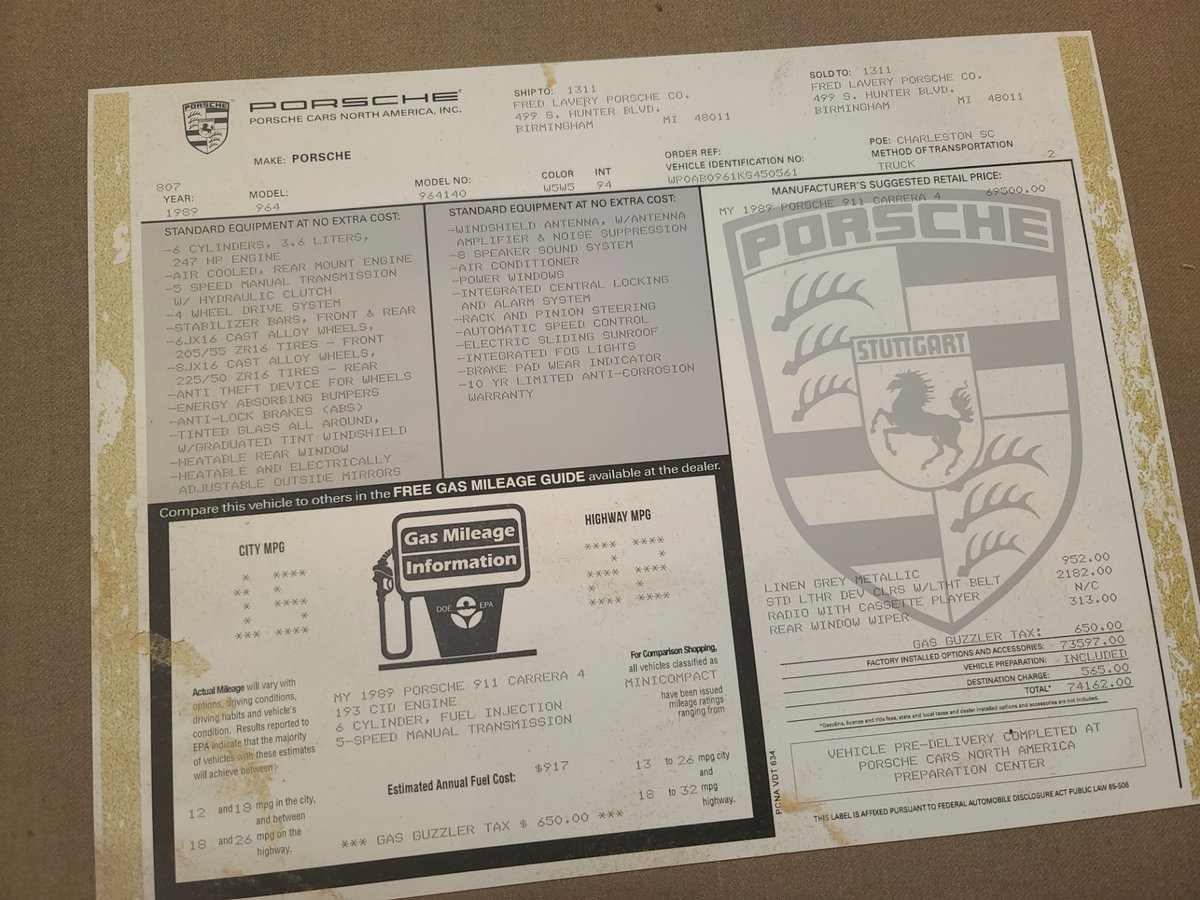 PORSCHE
PORSCHE
PORSCHE CARS NORTH AMERICA, INC.
SHIP TO: 1311
FRED LAVERY PORSCHE CO.
499 S. HUNTER BLVD.
BIRMINGHAM MI 48011
SOLD TO: 1311
FRED LAVERY PORSCHE CO.
499 S. HUNTER BLVD.
BIRMINGHAM MI 48011
MAKE: PORSCHE
ORDER REF:
POE: CHARLESTON SC
807
YEAR:
1989
MODEL:
964
MODEL NO:
964140
COLOR
W5W5
INT
94
VEHICLE IDENTIFICATION NO:
WP0AB0961KS450561
METHOD OF TRANSPORTATION
TRUCK 2
STANDARD EQUIPMENT AT NO EXTRA COST:
-6 CYLINDERS, 3.6 LITERS,
247 HP ENGINE
-AIR COOLED, REAR MOUNT ENGINE
-5 SPEED MANUAL TRANSMISSION
W/ HYDRAULIC CLUTCH
-4 WHEEL DRIVE SYSTEM
-STABILIZER BARS, FRONT & REAR
-6JX16 CAST ALLOY WHEELS,
205/55 ZR16 TIRES - FRONT
-8JX16 CAST ALLOY WHEELS,
225/50 ZR16 TIRES - REAR
-ANTI THEFT DEVICE FOR WHEELS
-ENERGY ABSORBING BUMPERS
-ANTI-LOCK BRAKES (ABS)
-TINTED GLASS ALL AROUND,
W/GRADUATED TINT WINDSHIELD
-HEATABLE REAR WINDOW
-HEATABLE AND ELECTRICALLY
ADJUSTABLE OUTSIDE MIRRORS
STANDARD EQUIPMENT AT NO EXTRA COST:
-WINDSHIELD ANTENNA, W/ANTENNA
AMPLIFIER & NOISE SUPPRESSION
-8 SPEAKER SOUND SYSTEM
-AIR CONDITIONER
-POWER WINDOWS
-INTEGRATED CENTRAL LOCKING
AND ALARM SYSTEM
-RACK AND PINION STEERING
-AUTOMATIC SPEED CONTROL
-ELECTRIC SLIDING SUNROOF
-INTEGRATED FOG LIGHTS
-BRAKE PAD WEAR INDICATOR
-10 YR LIMITED ANTI-CORROSION
WARRANTY
MANUFACTURER'S SUGGESTED RETAIL PRICE:
MY 1989 PORSCHE 911 CARRERA 4 69500.00
PORSCHE
STUTTGART
LINEN GREY METALLIC 952.00
STD LTHR DEV CLRS W/LTHT BELT 2182.00
RADIO WITH CASSETTE PLAYER N/C
REAR WINDOW WIPER 313.00
GAS GUZZLER TAX: 650.00
FACTORY INSTALLED OPTIONS AND ACCESSORIES: 73597.00
VEHICLE PREPARATION: INCLUDED
DESTINATION CHARGE: 565.00
TOTAL* 74162.00
*Gasoline, license and title fees, state and local taxes and dealer installed options and accessories are not included.
VEHICLE PRE-DELIVERY COMPLETED AT
PORSCHE CARS NORTH AMERICA
PREPARATION CENTER
PCNA VDT 634
THIS LABEL IS AFFIXED PURSUANT TO FEDERAL AUTOMOBILE DISCLOSURE ACT PUBLIC LAW 85-506
Compare this vehicle to others in the FREE GAS MILEAGE GUIDE available at the dealer.
CITY MPG
* ****
** *
* ****
* *
*** ****
Gas Mileage
Information
DOE EPA
HIGHWAY MPG
**** ****
* *
**** ****
* *
**** ****
Actual Mileage will vary with
options, driving conditions,
driving habits and vehicle's
condition. Results reported to
EPA indicate that the majority
of vehicles with these estimates
will achieve between
12 and 18 mpg in the city,
and between
18 and 26 mpg on the
highway.
MY 1989 PORSCHE 911 CARRERA 4
193 CID ENGINE
6 CYLINDER, FUEL INJECTION
5-SPEED MANUAL TRANSMISSION
Estimated Annual Fuel Cost: $917
*** GAS GUZZLER TAX $ 650.00 ***
For Comparison Shopping,
all vehicles classified as
MINICOMPACT
have been issued
mileage ratings
ranging from
13 to 26 mpg city
and
18 to 32 mpg
highway.